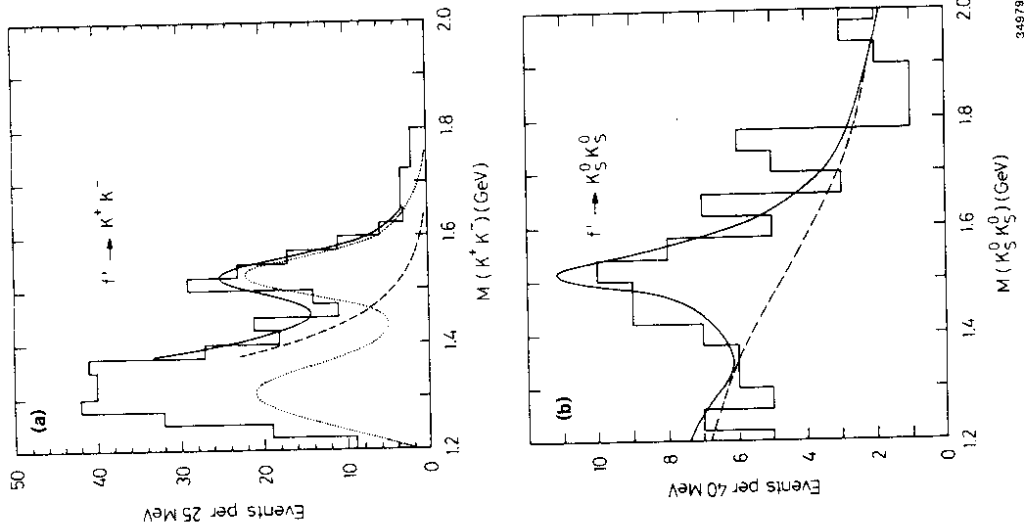 50
40
30
20
10
0
Events per 25 MeV
(a)
f' → K⁺ K⁻
1.2
1.4
1.6
1.8
2.0
M (K⁺ K⁻) (GeV)
10
8
6
4
2
0
Events per 40 MeV
(b)
f' → K⁰S K⁰S
1.2
1.4
1.6
1.8
2.0
M (K⁰S K⁰S) (GeV)
34979